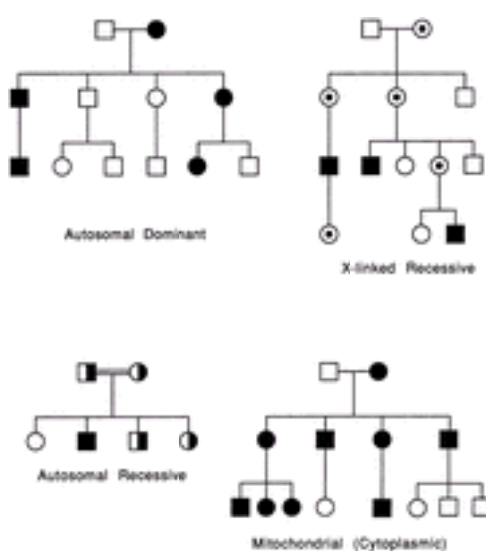 Autosomal Dominant
X-linked Recessive
Autosomal Recessive
Mitochondrial (Cytoplasmic)